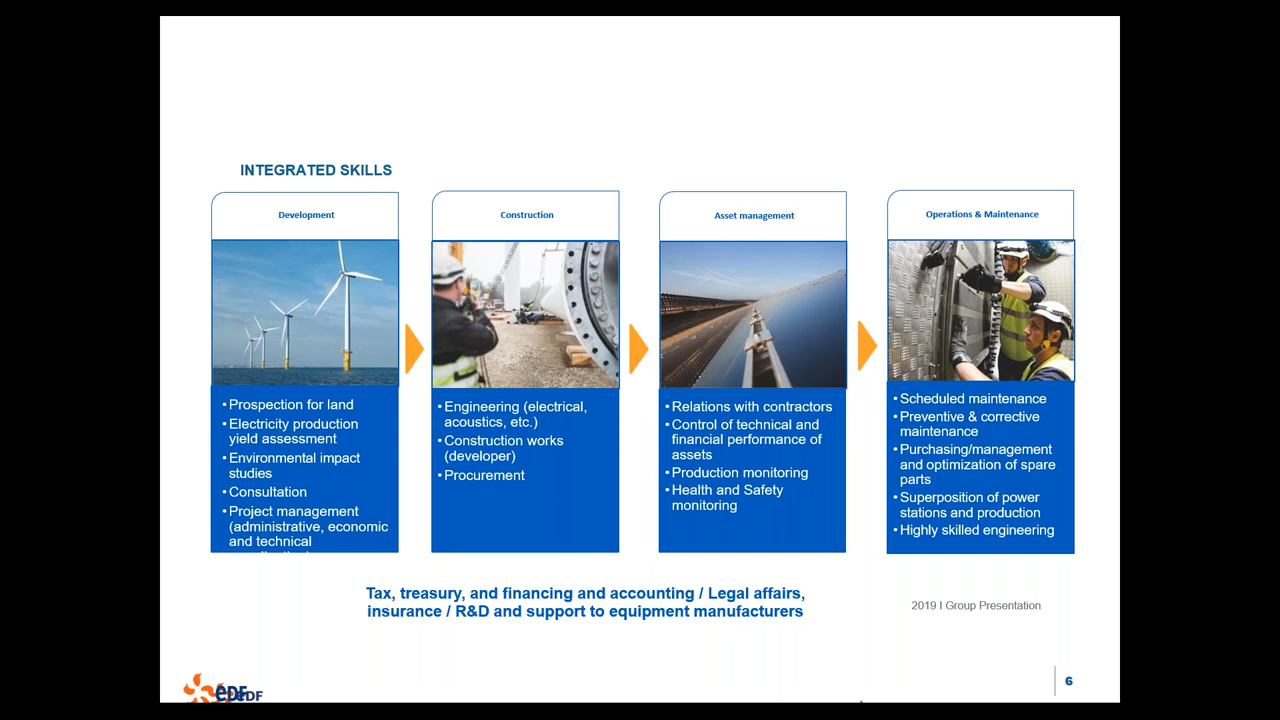 INTEGRATED SKILLS
Development
• Prospection for land
• Electricity production
yield assessment
• Environmental impact
studies
• Consultation
• Project management
(administrative, economic
and technical
Construction
• Engineering (electrical,
acoustics, etc.)
• Construction works
(developer)
• Procurement
Asset management
• Relations with contractors
• Control of technical and
financial performance of
assets
• Production monitoring
• Health and Safety
monitoring
Operations & Maintenance
• Scheduled maintenance
• Preventive & corrective
maintenance
• Purchasing/management
and optimization of spare
parts
• Superposition of power
stations and production
• Highly skilled engineering
Tax, treasury, and financing and accounting / Legal affairs,
insurance / R&D and support to equipment manufacturers
2019 I Group Presentation
eDF eDF
6